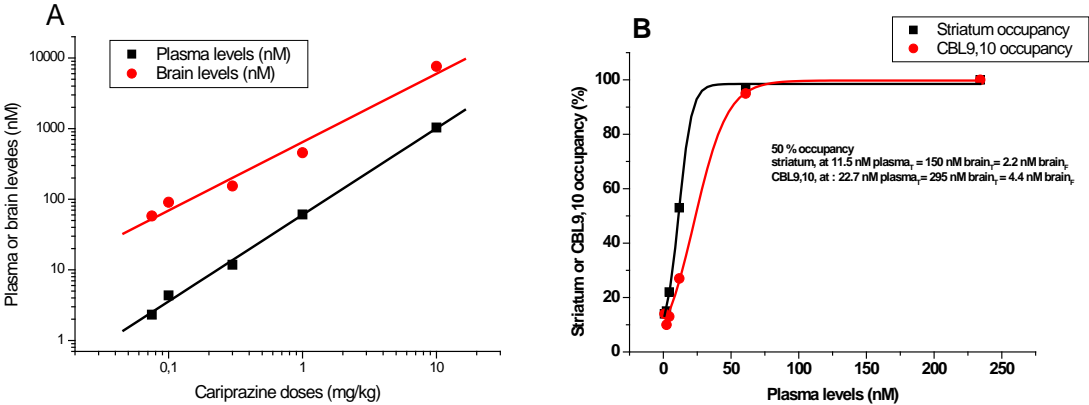 A
Plasma levels (nM)
Brain levels (nM)
10000
1000
100
10
1
0,1
1
10
Plasma or brain leveles (nM)
Cariprazine doses (mg/kg)
B
Striatum occupancy
CBL9,10 occupancy
100
80
60
40
20
0
0
50
100
150
200
250
Striatum or CBL9,10 occupancy (%)
Plasma levels (nM)
50 % occupancy
striatum, at 11.5 nM plasmaT = 150 nM brainT= 2.2 nM brainF
CBL9,10, at : 22.7 nM plasmaT= 295 nM brainT = 4.4 nM brainF